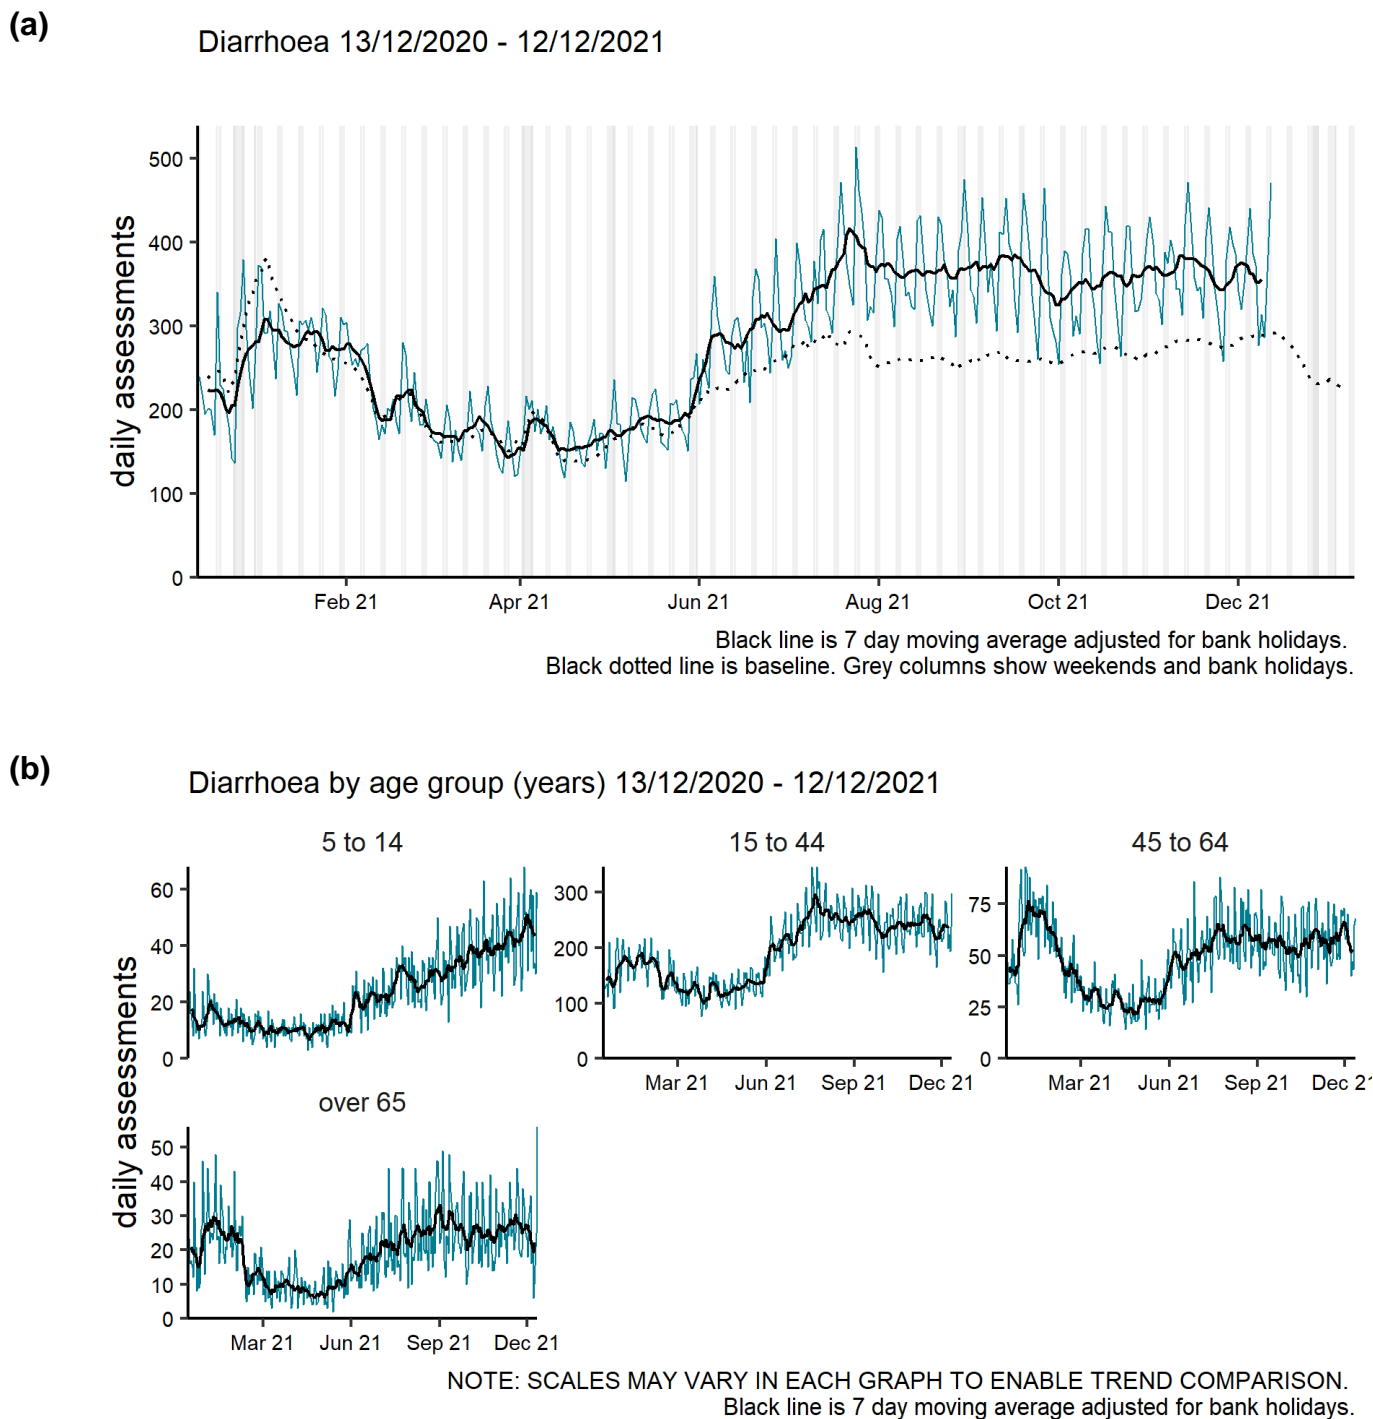 (a)
Diarrhoea 13/12/2020 - 12/12/2021
daily assessments
500
400
300
200
100
0
Feb 21
Apr 21
Jun 21
Aug 21
Oct 21
Dec 21
Black line is 7 day moving average adjusted for bank holidays.
Black dotted line is baseline. Grey columns show weekends and bank holidays.
(b)
Diarrhoea by age group (years) 13/12/2020 - 12/12/2021
daily assessments
5 to 14
60
40
20
0
15 to 44
300
200
100
0
Mar 21
Jun 21
Sep 21
Dec 21
45 to 64
75
50
25
0
Mar 21
Jun 21
Sep 21
Dec 21
over 65
50
40
30
20
10
0
Mar 21
Jun 21
Sep 21
Dec 21
NOTE: SCALES MAY VARY IN EACH GRAPH TO ENABLE TREND COMPARISON.
Black line is 7 day moving average adjusted for bank holidays.